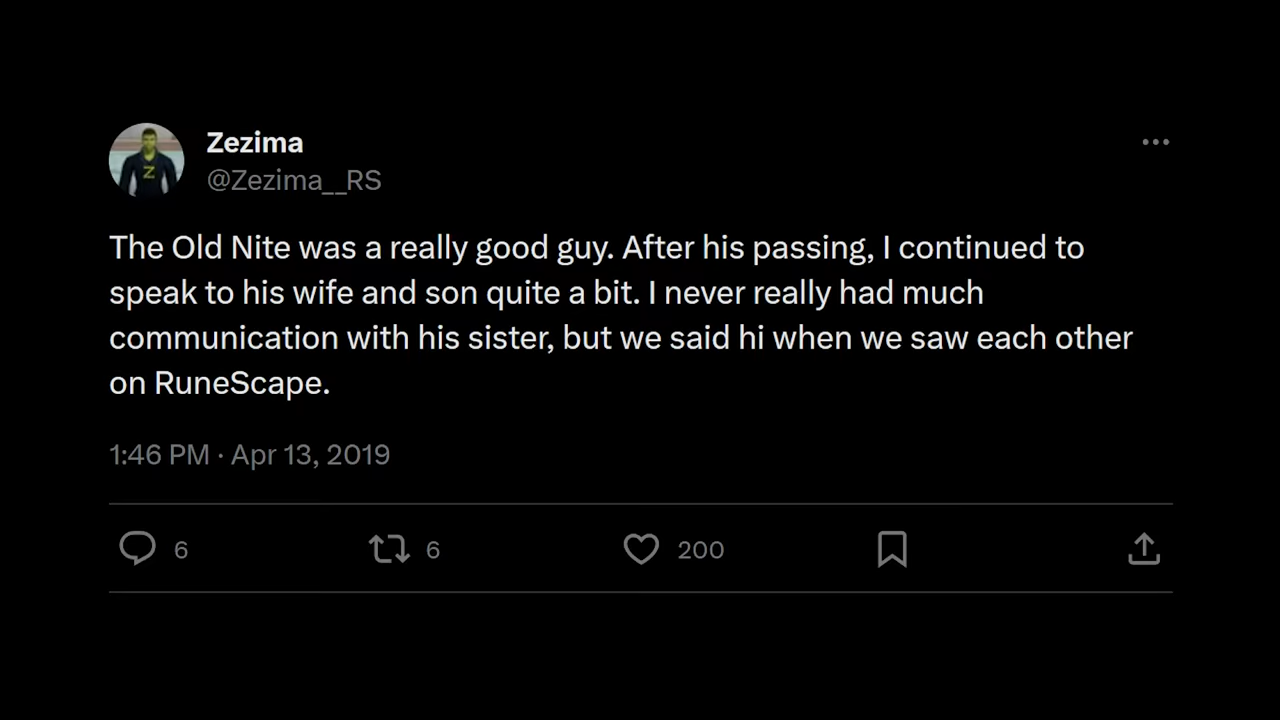 Zezima
@Zezima__RS
The Old Nite was a really good guy. After his passing, I continued to
speak to his wife and son quite a bit. I never really had much
communication with his sister, but we said hi when we saw each other
on RuneScape.
1:46 PM · Apr 13, 2019
6 6 200